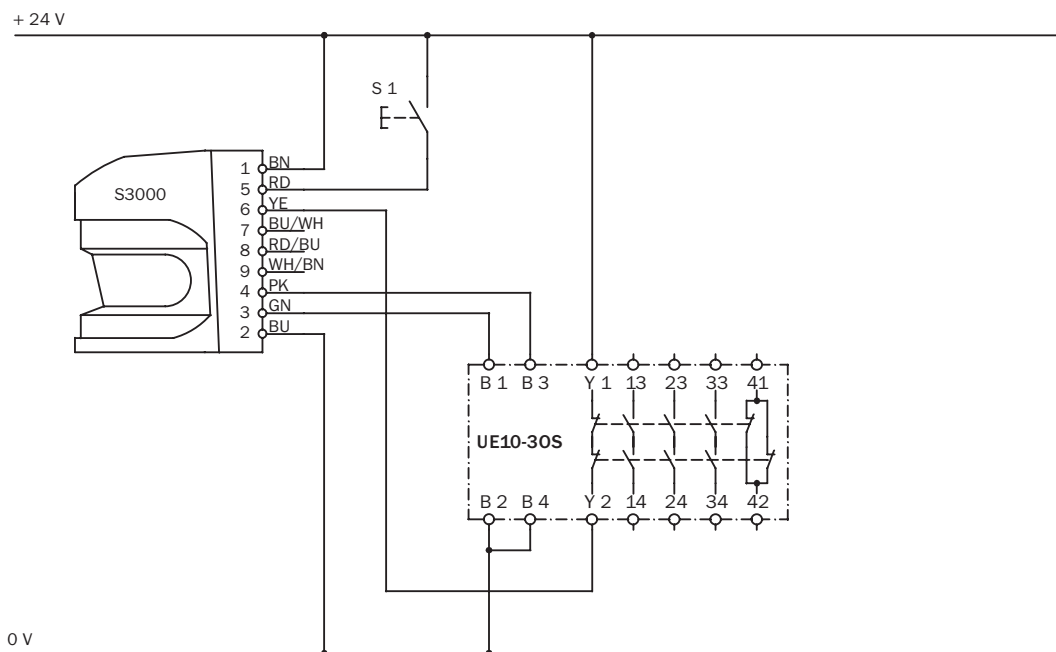 + 24 V
S 1
S3000
1 BN
5 RD
6 YE
7 BU/WH
8 RD/BU
9 WH/BN
4 PK
3 GN
2 BU
B 1 B 3 Y 1 13 23 33 41
UE10-30S
B 2 B 4 Y 2 14 24 34 42
0 V